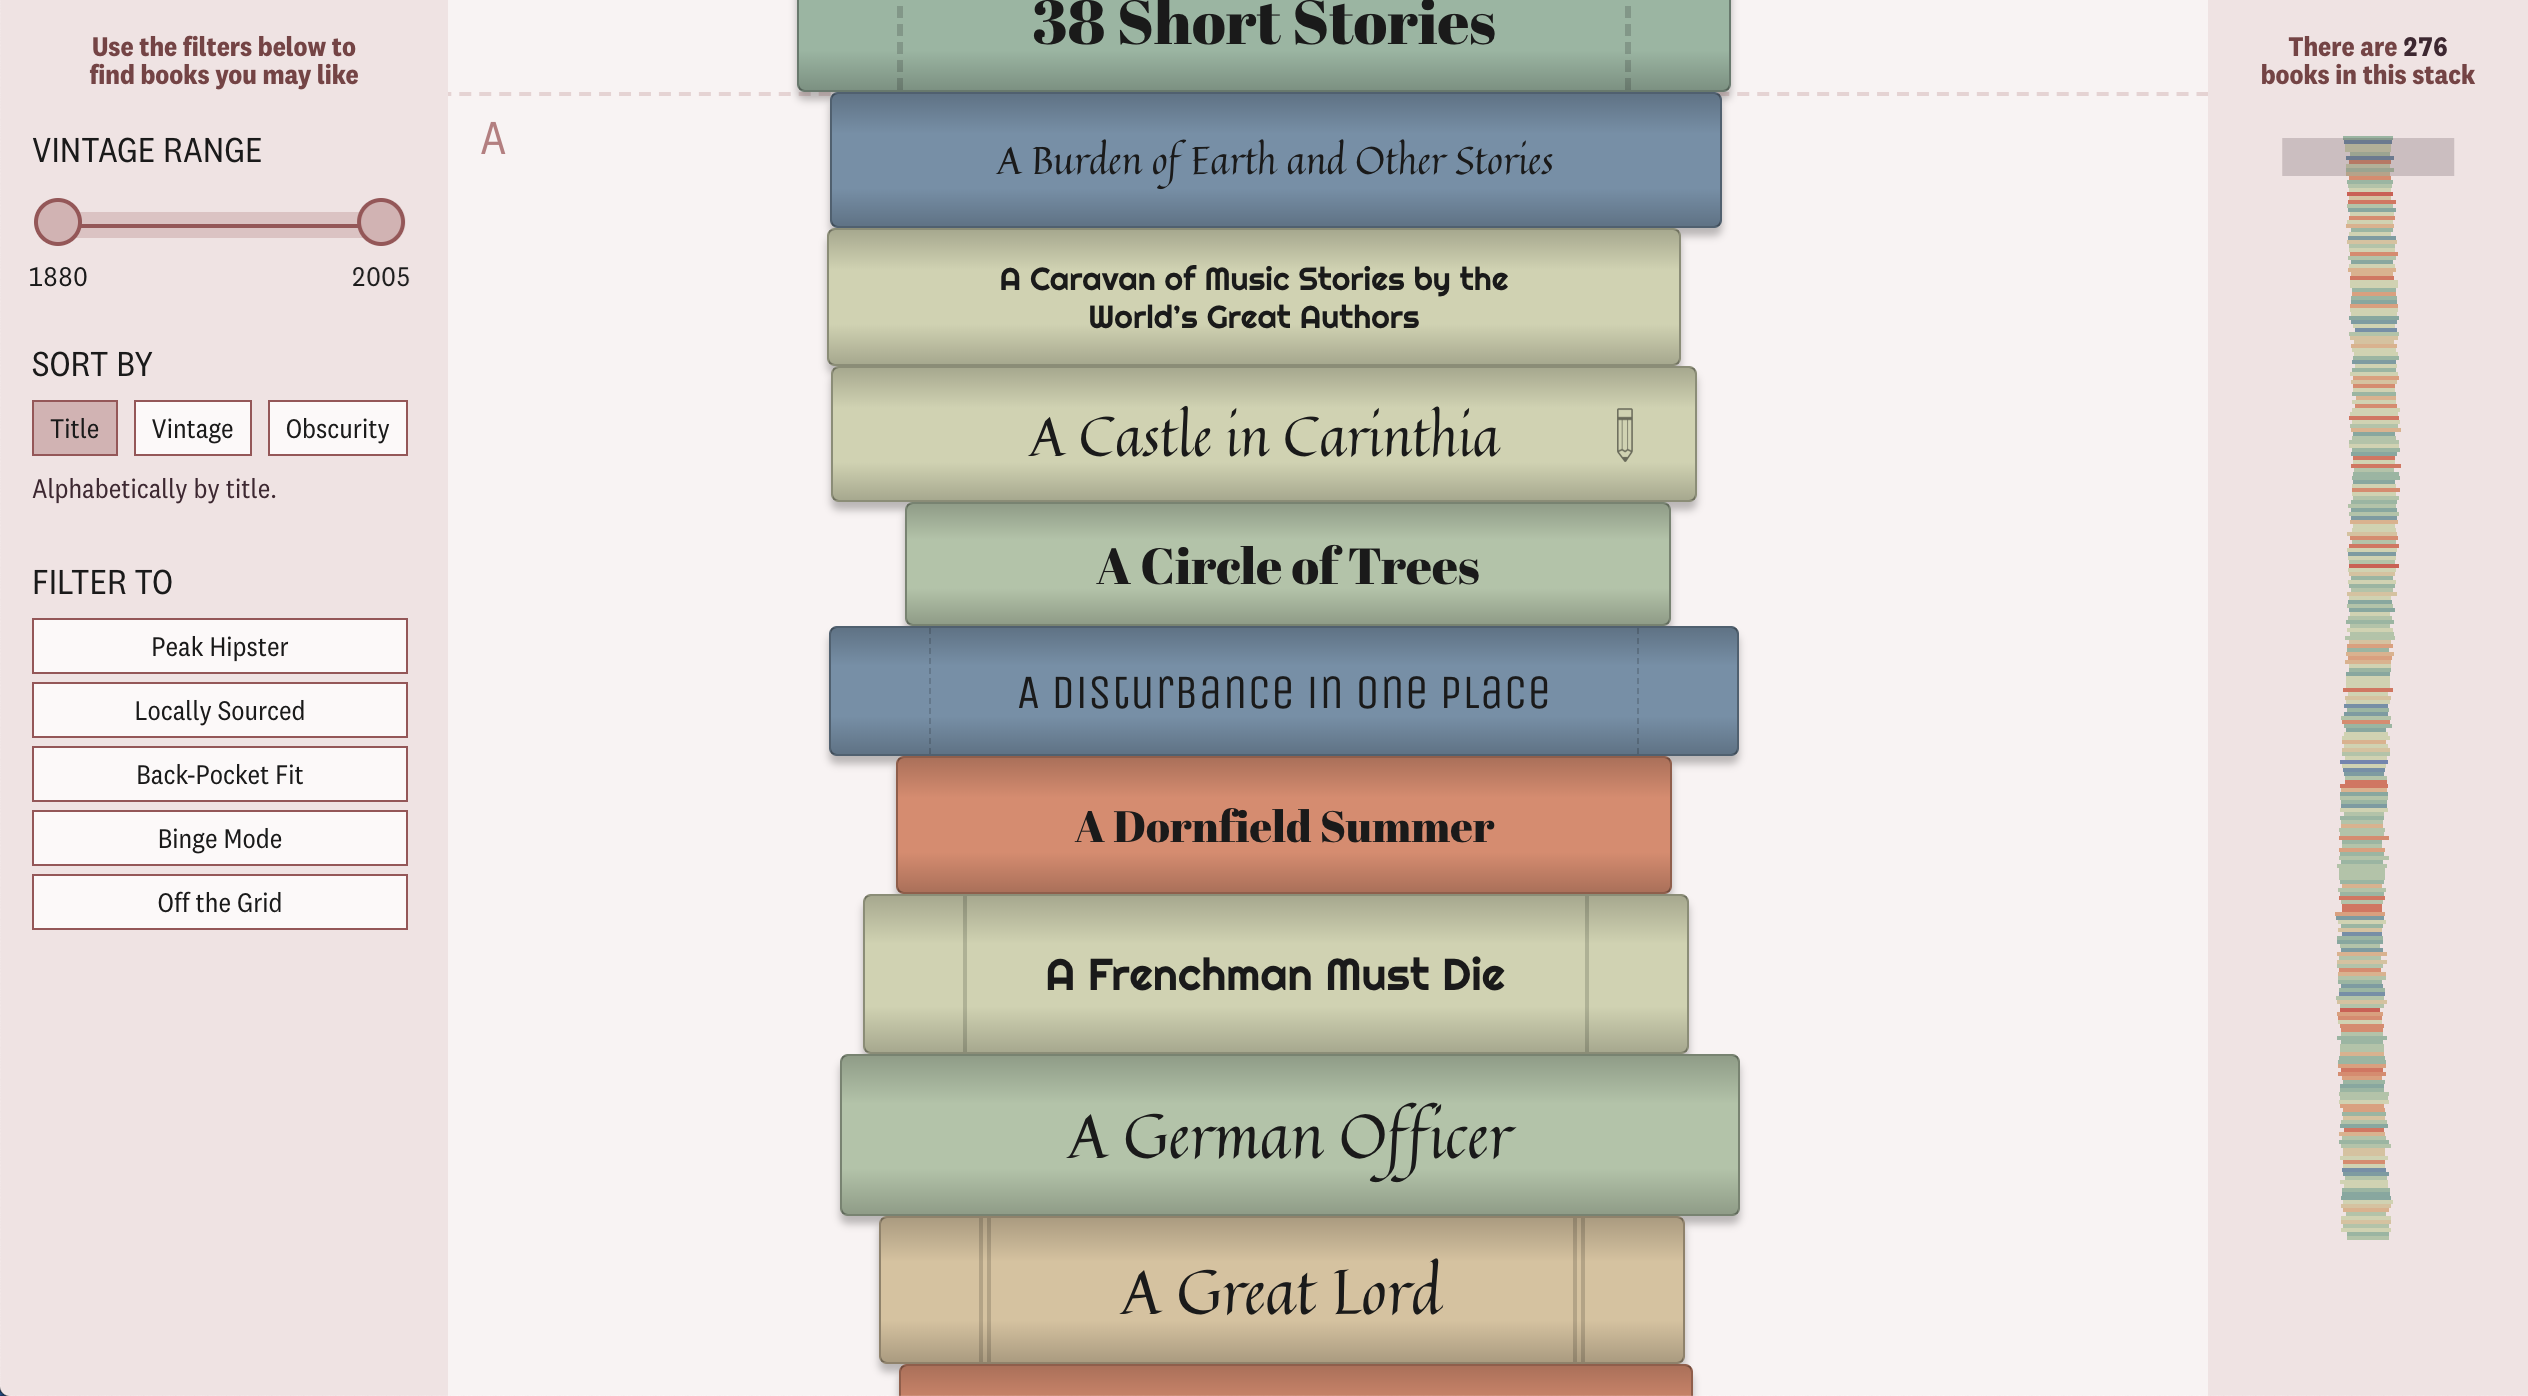 Use the filters below to
find books you may like
VINTAGE RANGE
1880 2005
SORT BY
Title Vintage Obscurity
Alphabetically by title.
FILTER TO
Peak Hipster
Locally Sourced
Back-Pocket Fit
Binge Mode
Off the Grid
38 Short Stories
A
A Burden of Earth and Other Stories
A Caravan of Music Stories by the
World's Great Authors
A Castle in Carinthia
A Circle of Trees
A Disturbance in One Place
A Dornfield Summer
A Frenchman Must Die
A German Officer
A Great Lord
There are 276
books in this stack